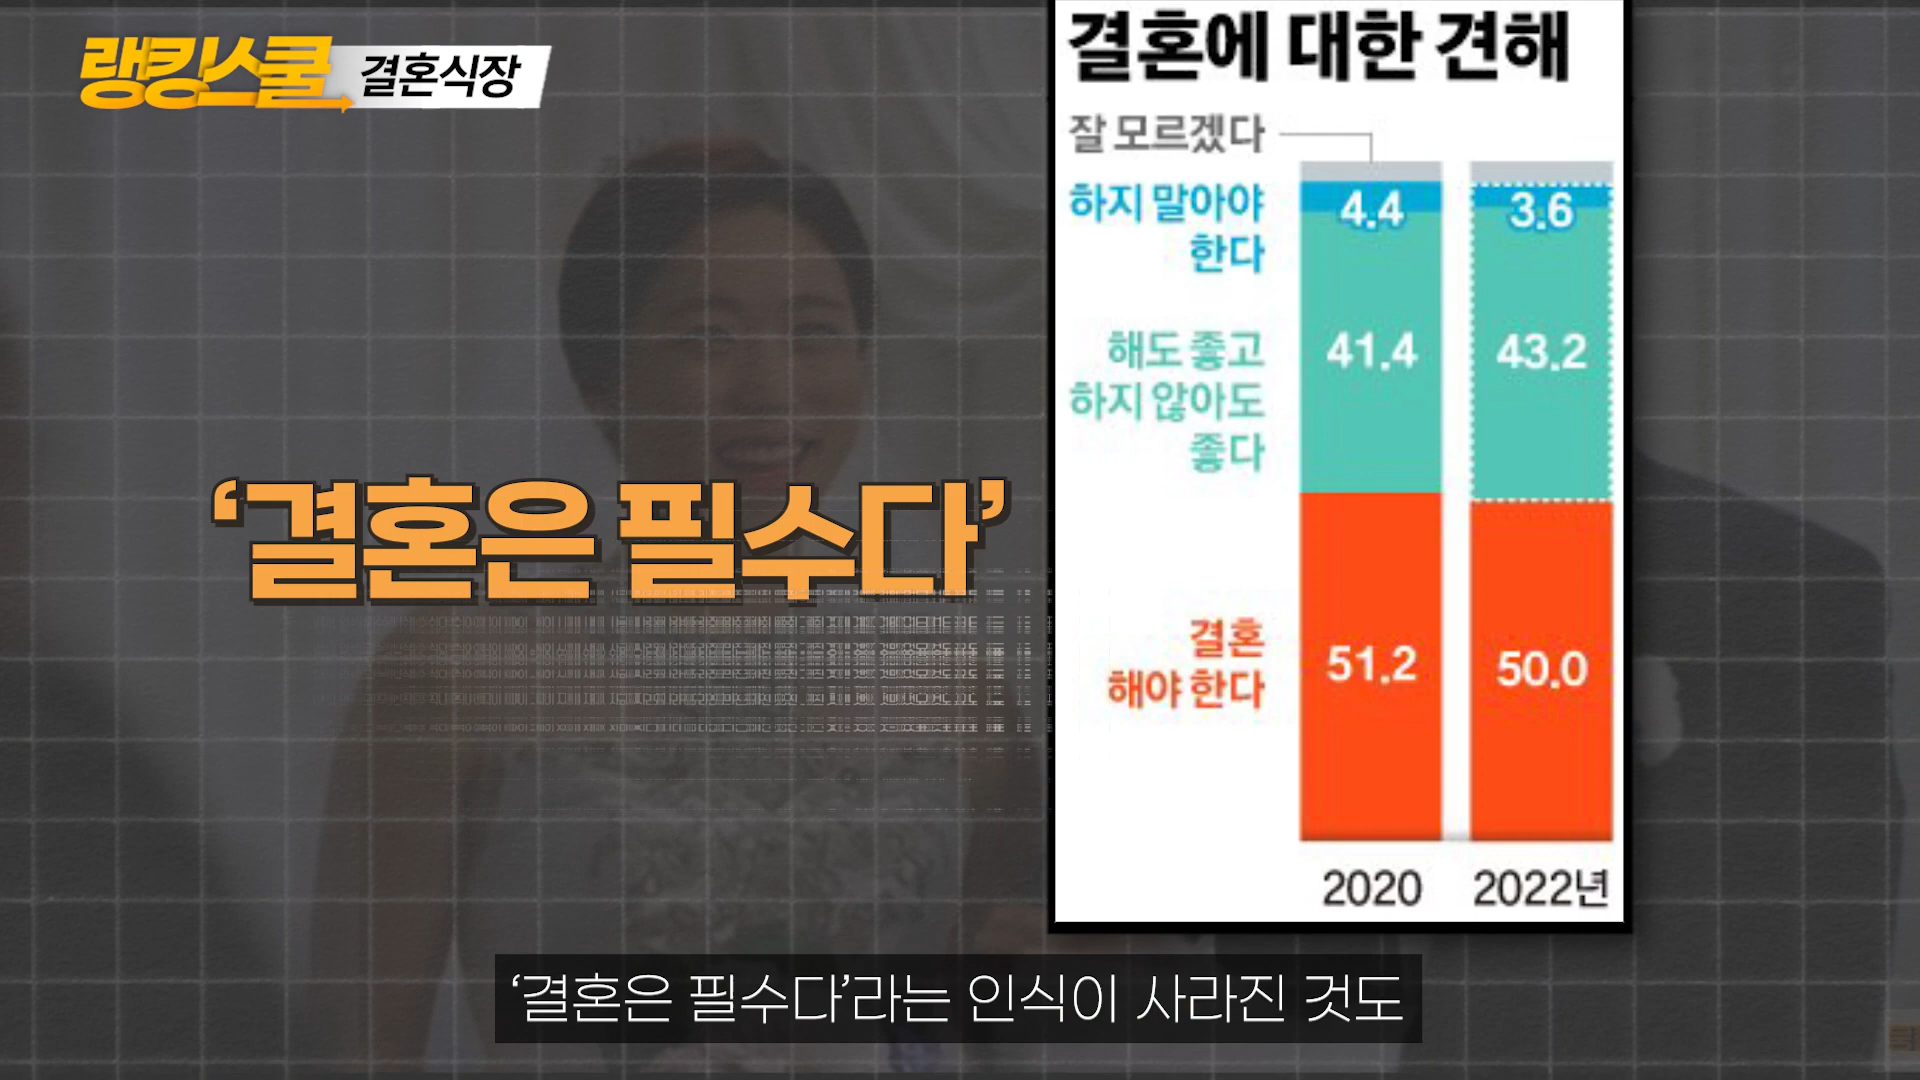 랭킹스쿨 결혼식장
결혼에 대한 견해
잘 모르겠다
하지 말아야
한다
4.4 3.6
해도 좋고
하지 않아도
좋다
41.4 43.2
결혼
해야 한다
51.2 50.0
2020 2022년
‘결혼은 필수다’
‘결혼은 필수다’라는 인식이 사라진 것도